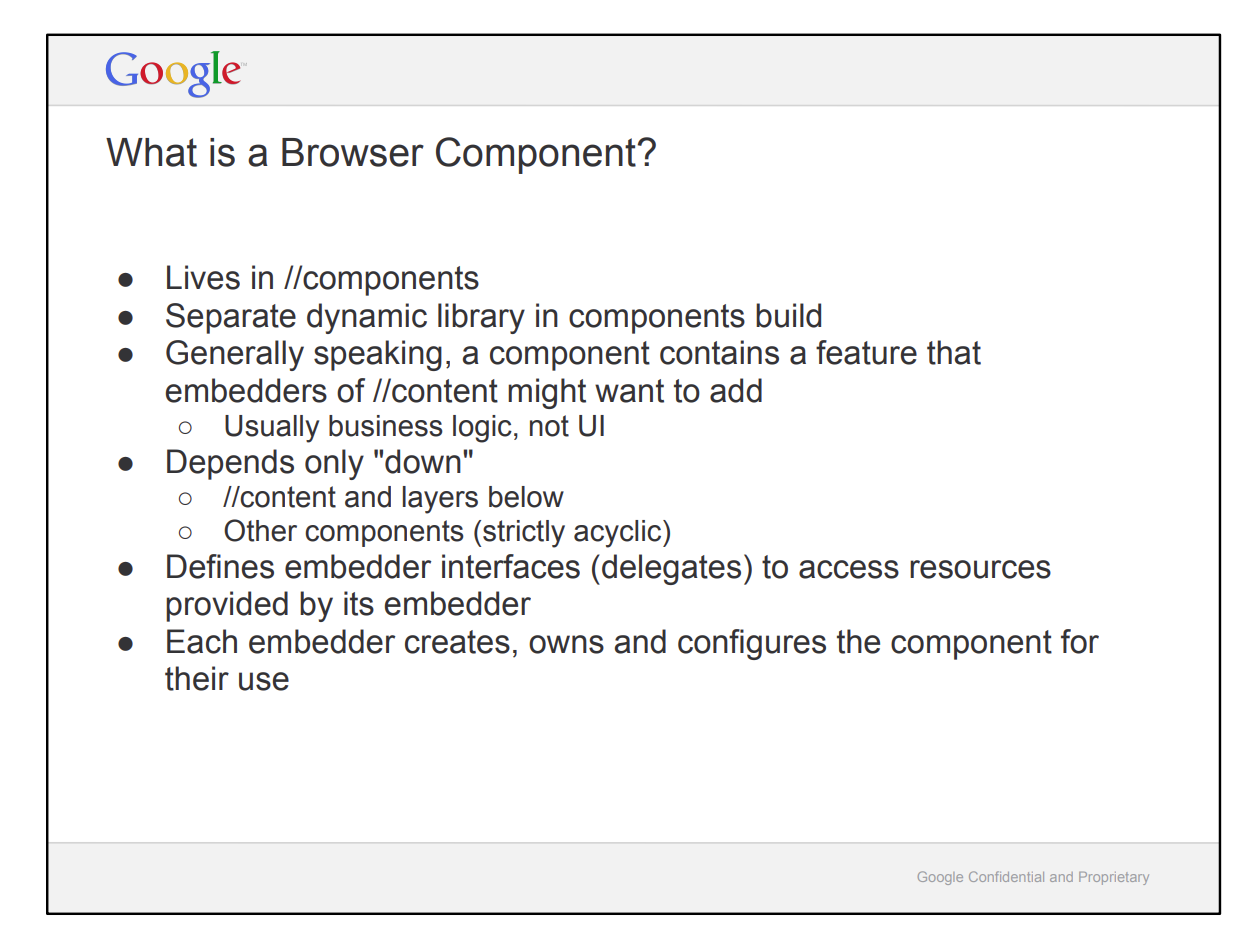 Google
What is a Browser Component?
● Lives in //components
● Separate dynamic library in components build
● Generally speaking, a component contains a feature that
embedders of //content might want to add
○ Usually business logic, not UI
● Depends only "down"
○ //content and layers below
○ Other components (strictly acyclic)
● Defines embedder interfaces (delegates) to access resources
provided by its embedder
● Each embedder creates, owns and configures the component for
their use
Google Confidential and Proprietary